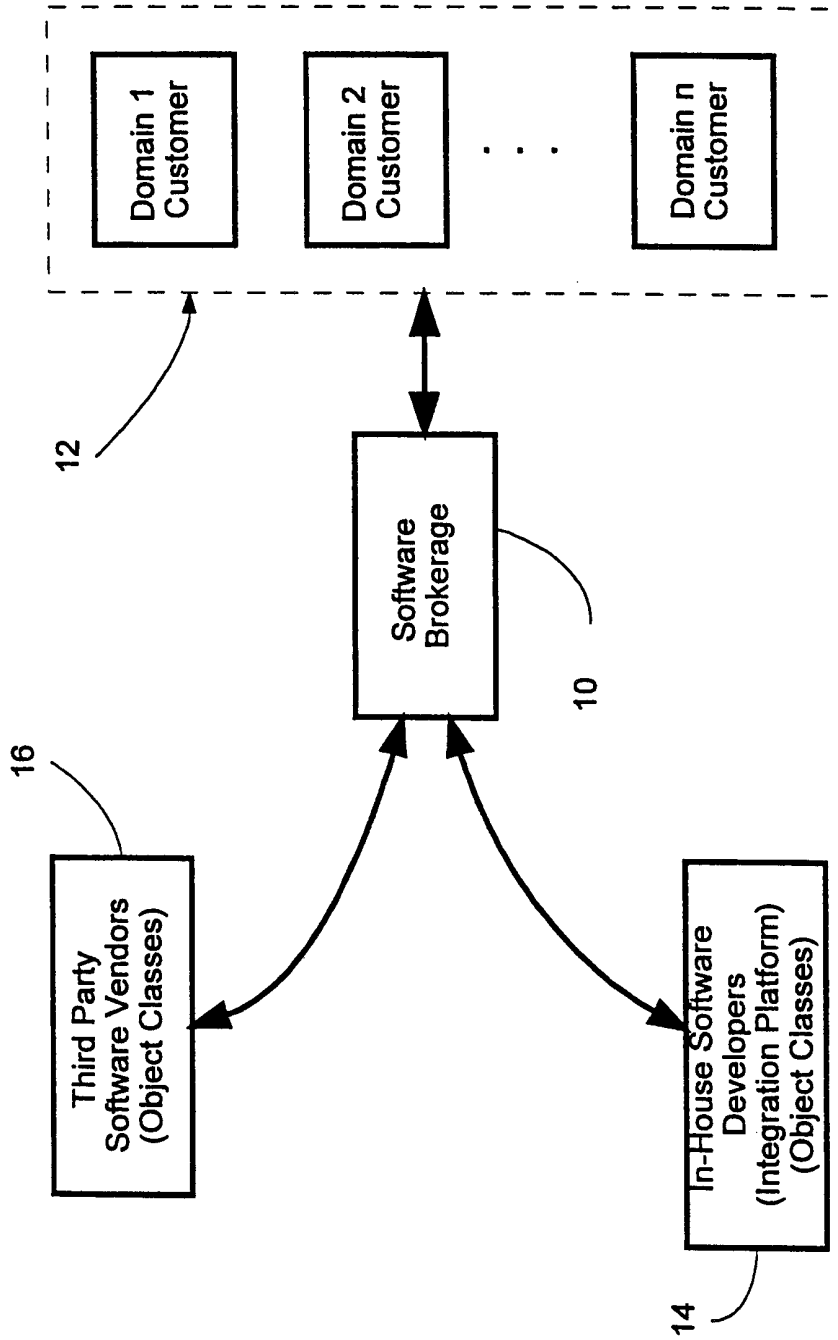 16
Third Party
Software Vendors
(Object Classes)
14
In-House Software
Developers
(Integration Platform)
(Object Classes)
Software
Brokerage
10
12
Domain 1
Customer
Domain 2
Customer
. . .
Domain n
Customer